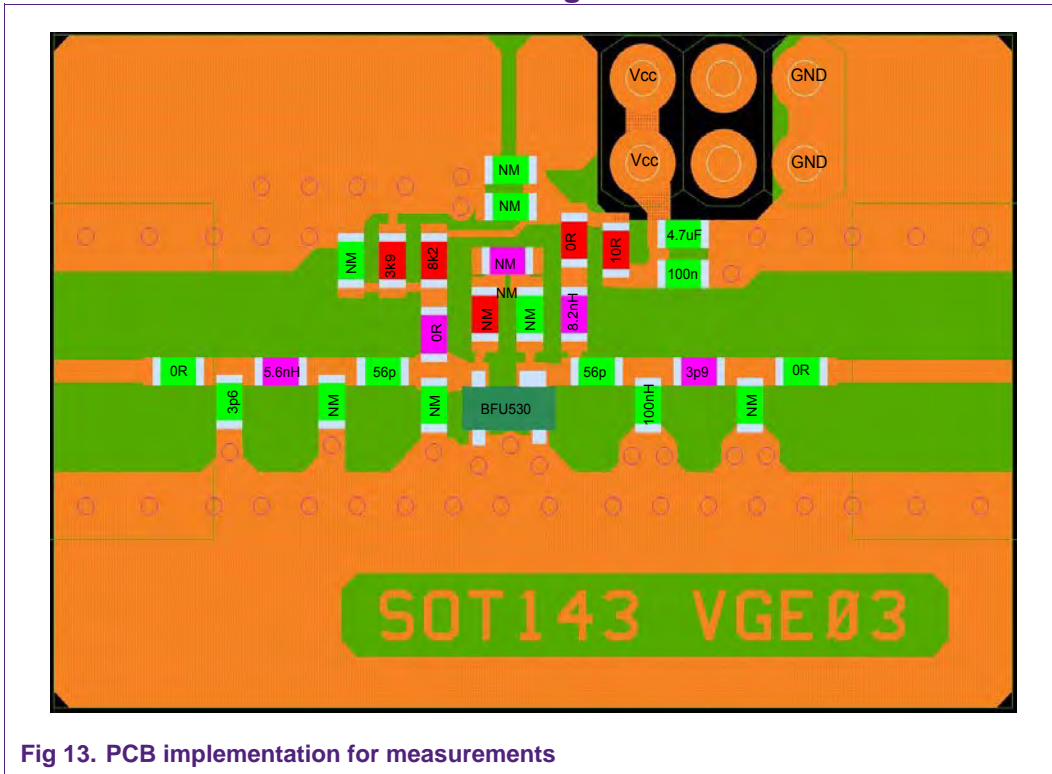 Vcc GND
Vcc GND
NM
NM
NM 3k9 8k2 NM 0R 10R 4.7uF
100n
NM
0R NM NM 8.2nH
0R 5.6nH 56p 56p 3p9 0R
3p6 NM NM BFU530 100nH NM
SOT143 VGE03
Fig 13. PCB implementation for measurements